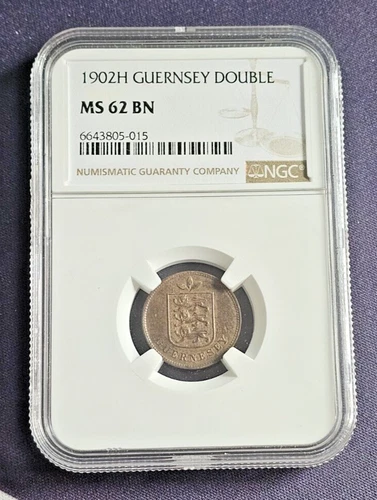 1902H GUERNSEY DOUBLE
MS 62 BN
6643805-015
NUMISMATIC GUARANTY COMPANY
NGC®
GUERNESEY